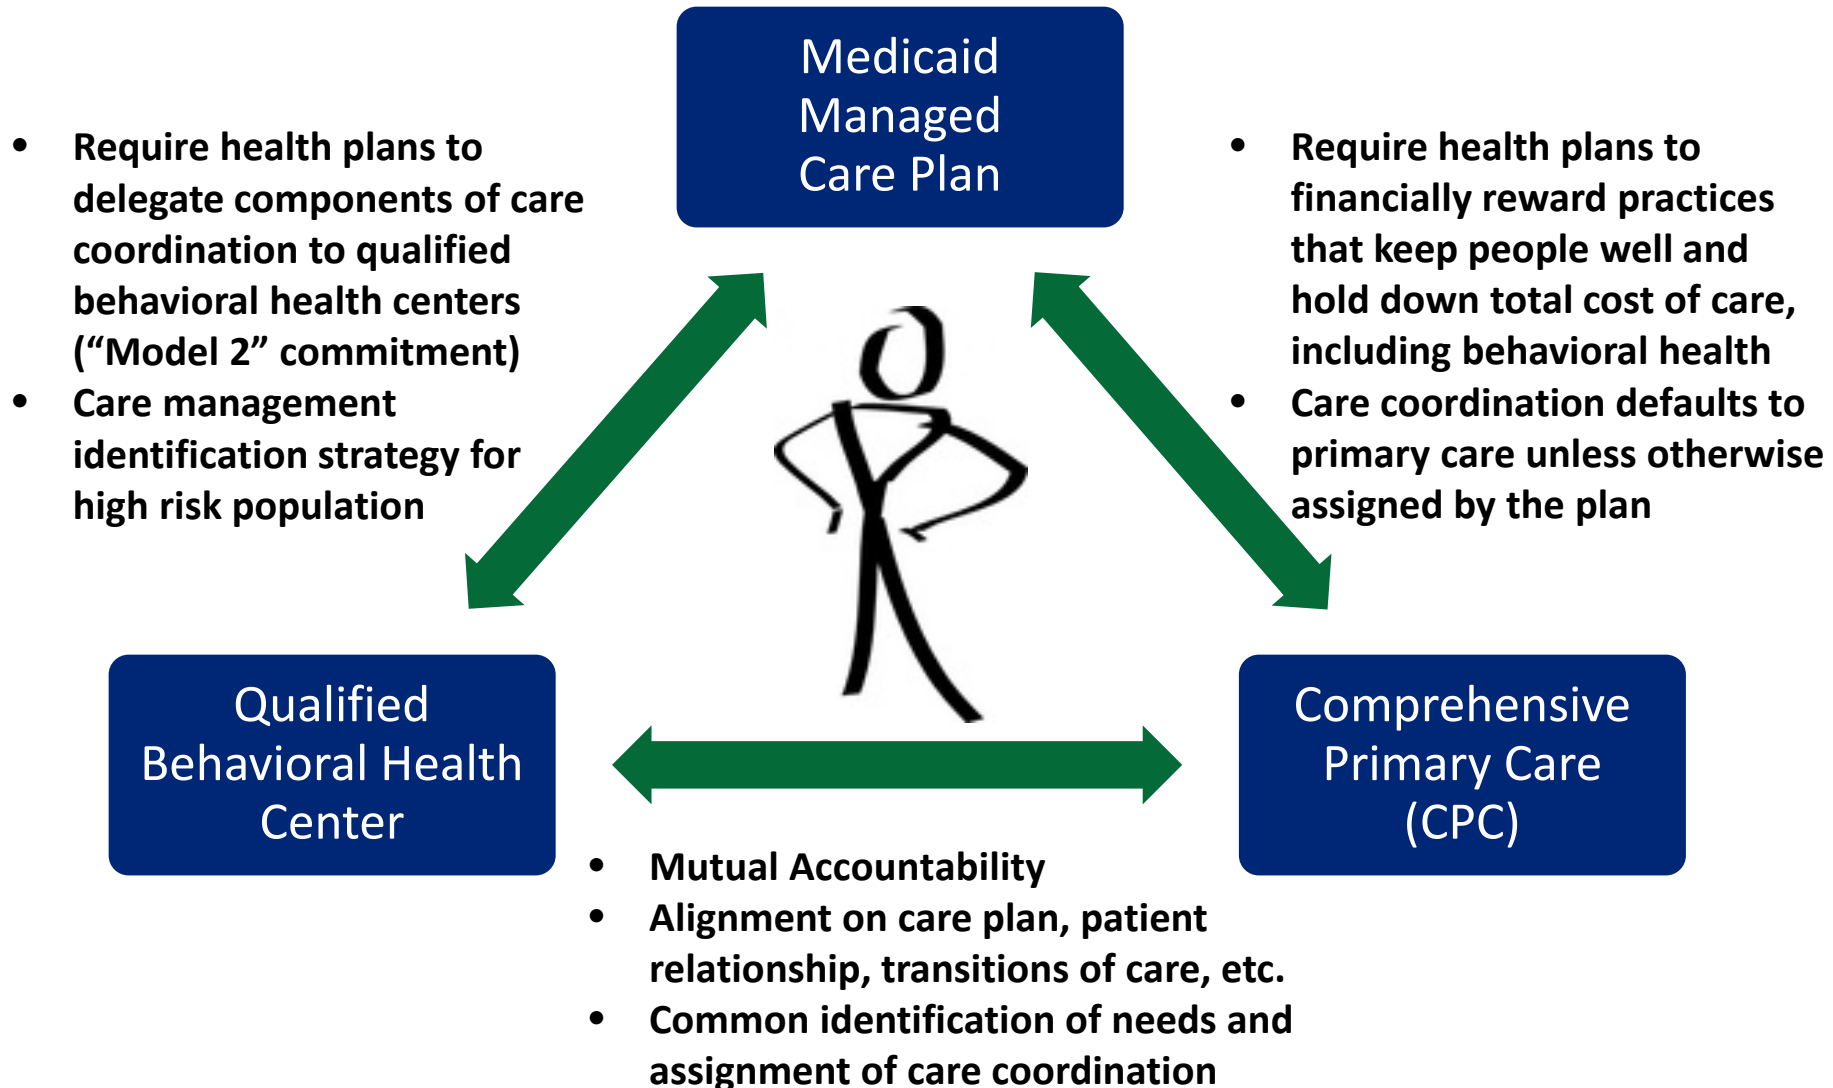 Medicaid
Managed
Care Plan
• Require health plans to
delegate components of care
coordination to qualified
behavioral health centers
(“Model 2” commitment)
• Care management
identification strategy for
high risk population
• Require health plans to
financially reward practices
that keep people well and
hold down total cost of care,
including behavioral health
• Care coordination defaults to
primary care unless otherwise
assigned by the plan
Qualified
Behavioral Health
Center
Comprehensive
Primary Care
(CPC)
• Mutual Accountability
• Alignment on care plan, patient
relationship, transitions of care, etc.
• Common identification of needs and
assignment of care coordination